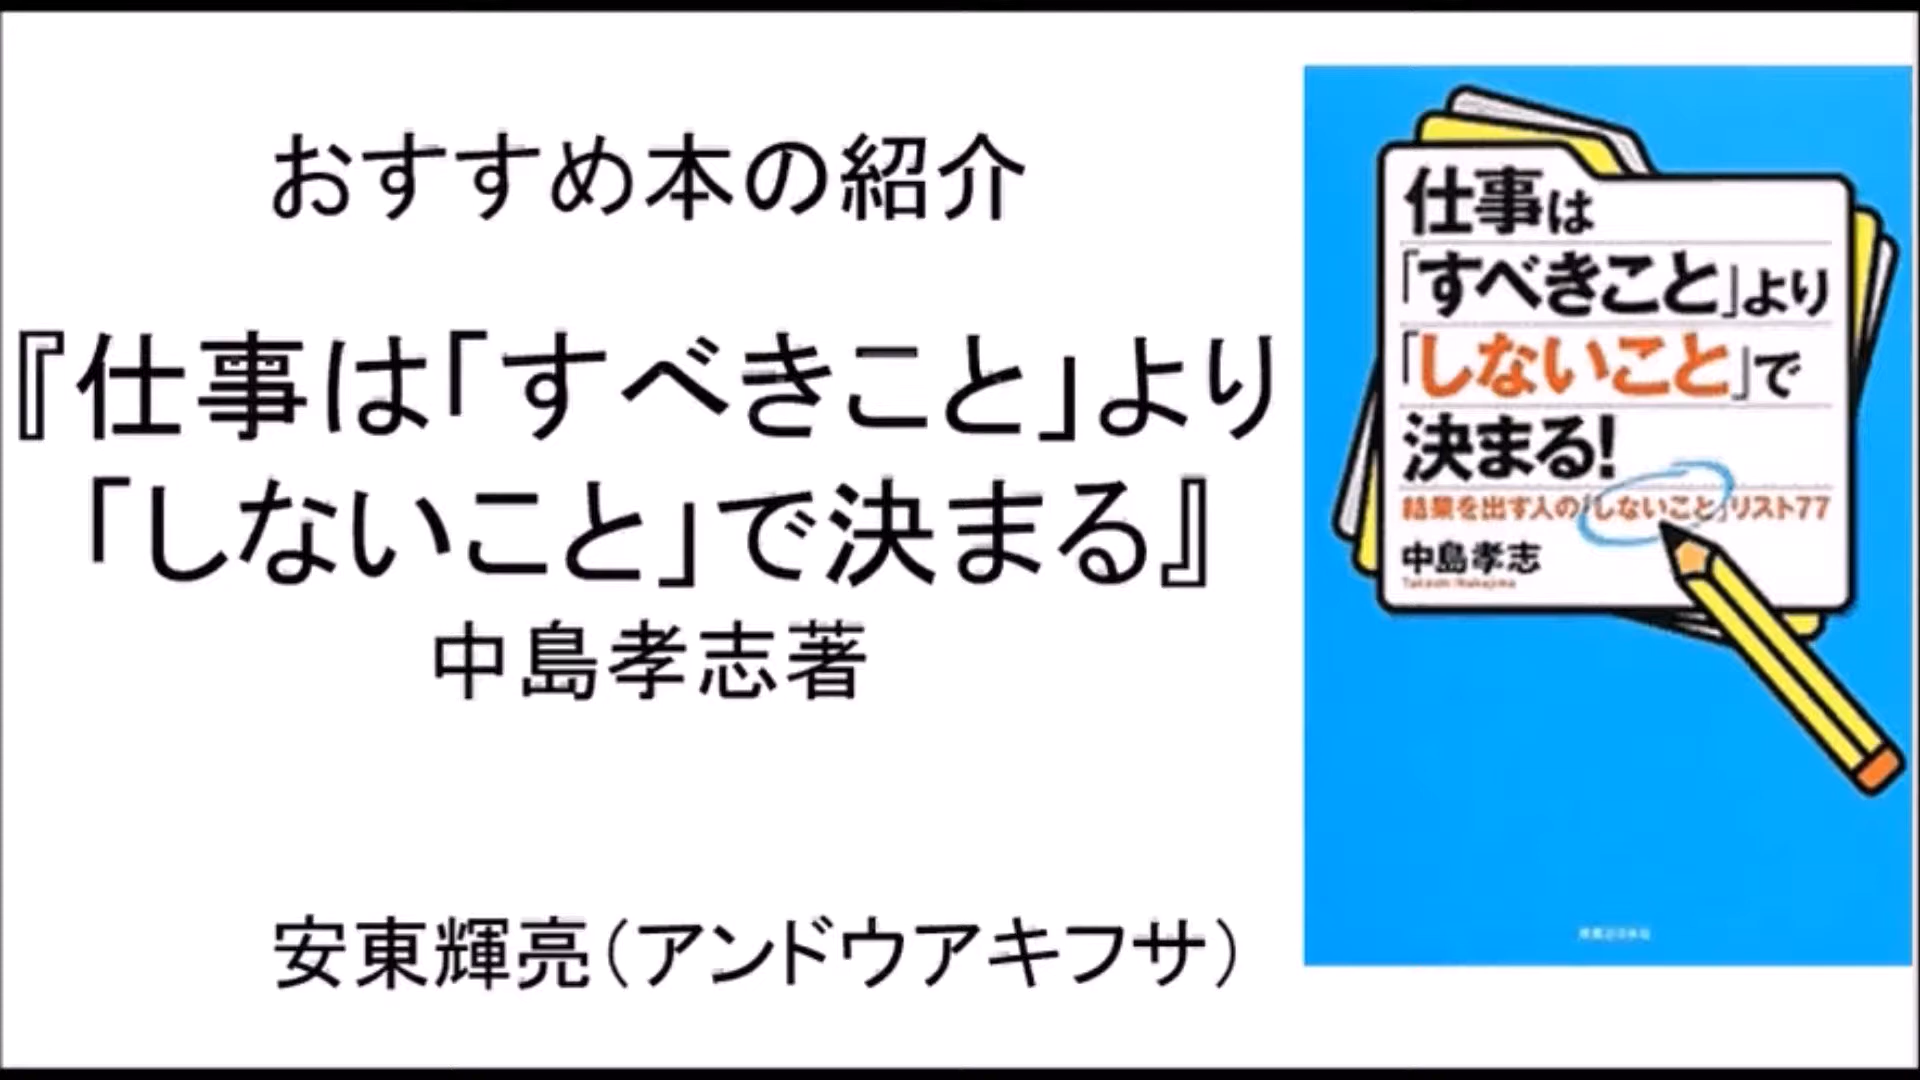 おすすめ本の紹介
『仕事は「すべきこと」より
「しないこと」で決まる』
中島孝志著
安東輝亮（アンドウアキフサ）
仕事は
「すべきこと」より
「しないこと」で
決まる!
結果を出す人の「しないこと」リスト77
中島孝志
Takashi Nakajima